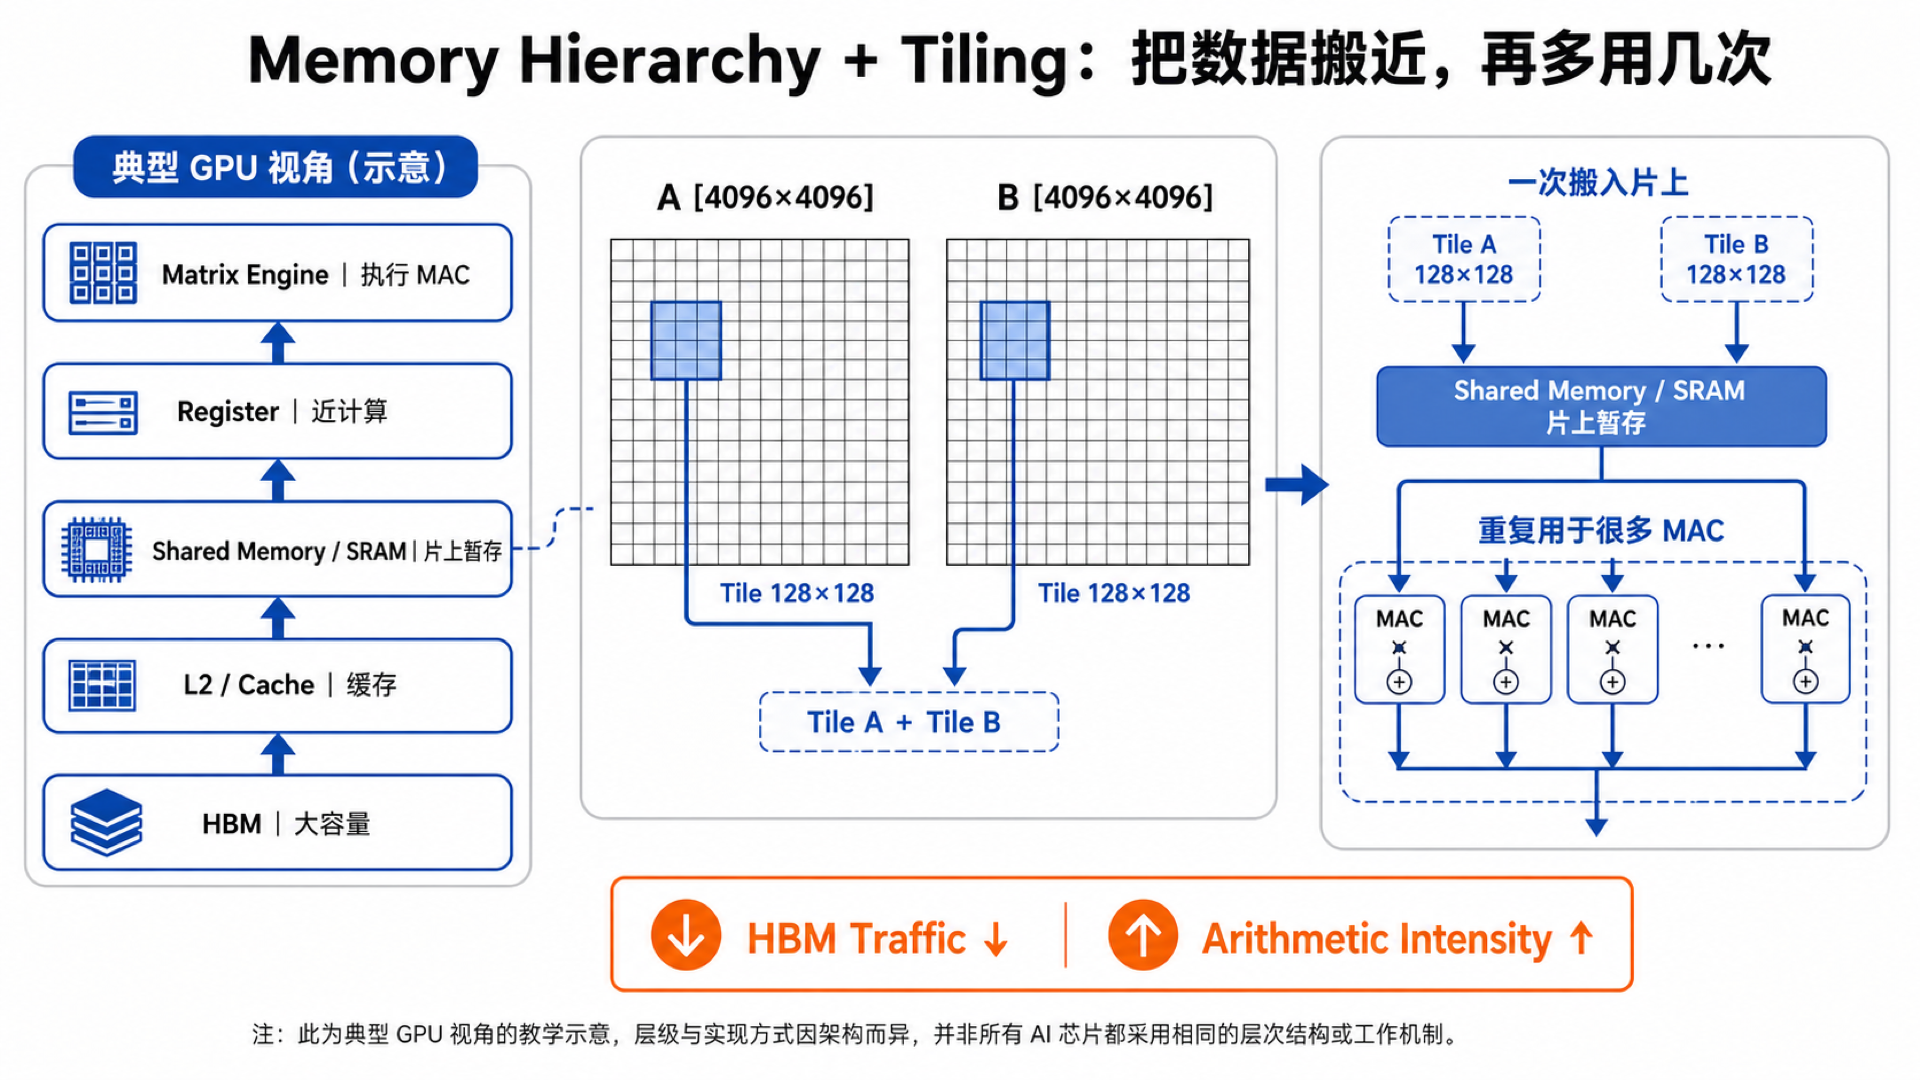 Memory Hierarchy + Tiling：把数据搬近，再多用几次
典型 GPU 视角（示意）
Matrix Engine | 执行 MAC
Register | 近计算
Shared Memory / SRAM | 片上暂存
L2 / Cache | 缓存
HBM | 大容量
A [4096×4096]
B [4096×4096]
Tile 128×128
Tile 128×128
Tile A + Tile B
一次搬入片上
Tile A
128×128
Tile B
128×128
Shared Memory / SRAM
片上暂存
重复用于很多 MAC
MAC
MAC
MAC
...
MAC
HBM Traffic ↓
Arithmetic Intensity ↑
注：此为典型 GPU 视角的教学示意，层级与实现方式因架构而异，并非所有 AI 芯片都采用相同的层次结构或工作机制。